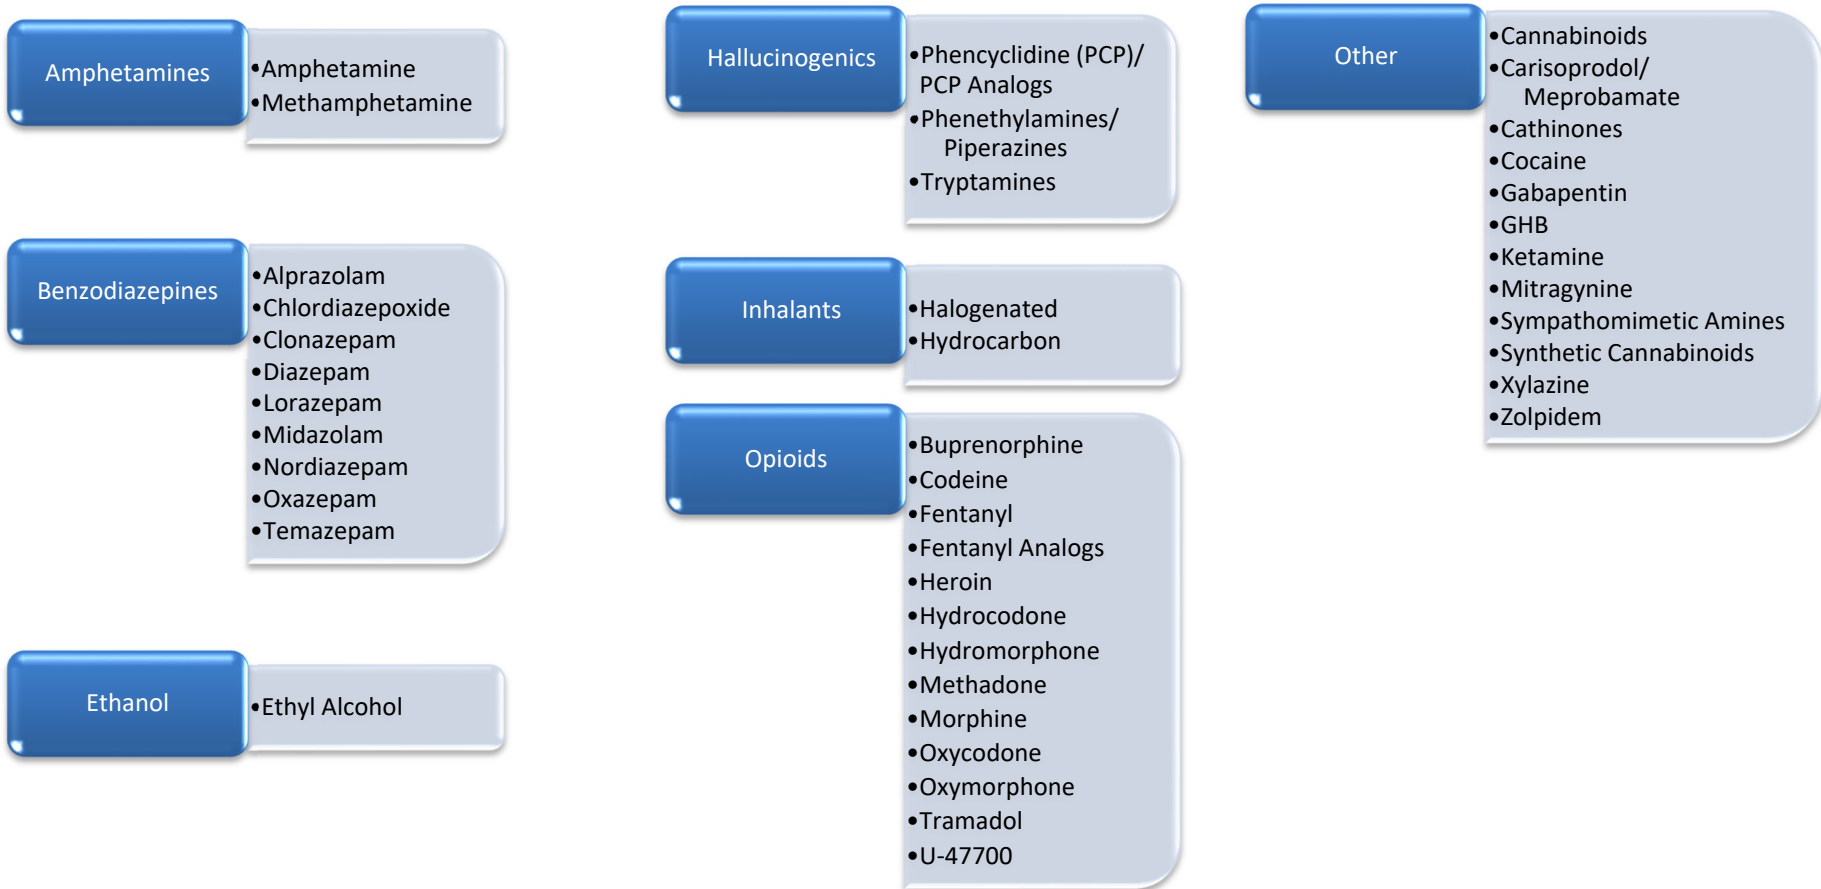 Amphetamines
•Amphetamine
•Methamphetamine
Benzodiazepines
•Alprazolam
•Chlordiazepoxide
•Clonazepam
•Diazepam
•Lorazepam
•Midazolam
•Nordiazepam
•Oxazepam
•Temazepam
Ethanol
•Ethyl Alcohol
Hallucinogenics
•Phencyclidine (PCP)/
PCP Analogs
•Phenethylamines/
Piperazines
•Tryptamines
Inhalants
•Halogenated
•Hydrocarbon
Opioids
•Buprenorphine
•Codeine
•Fentanyl
•Fentanyl Analogs
•Heroin
•Hydrocodone
•Hydromorphone
•Methadone
•Morphine
•Oxycodone
•Oxymorphone
•Tramadol
•U-47700
Other
•Cannabinoids
•Carisoprodol/
Meprobamate
•Cathinones
•Cocaine
•Gabapentin
•GHB
•Ketamine
•Mitragynine
•Sympathomimetic Amines
•Synthetic Cannabinoids
•Xylazine
•Zolpidem